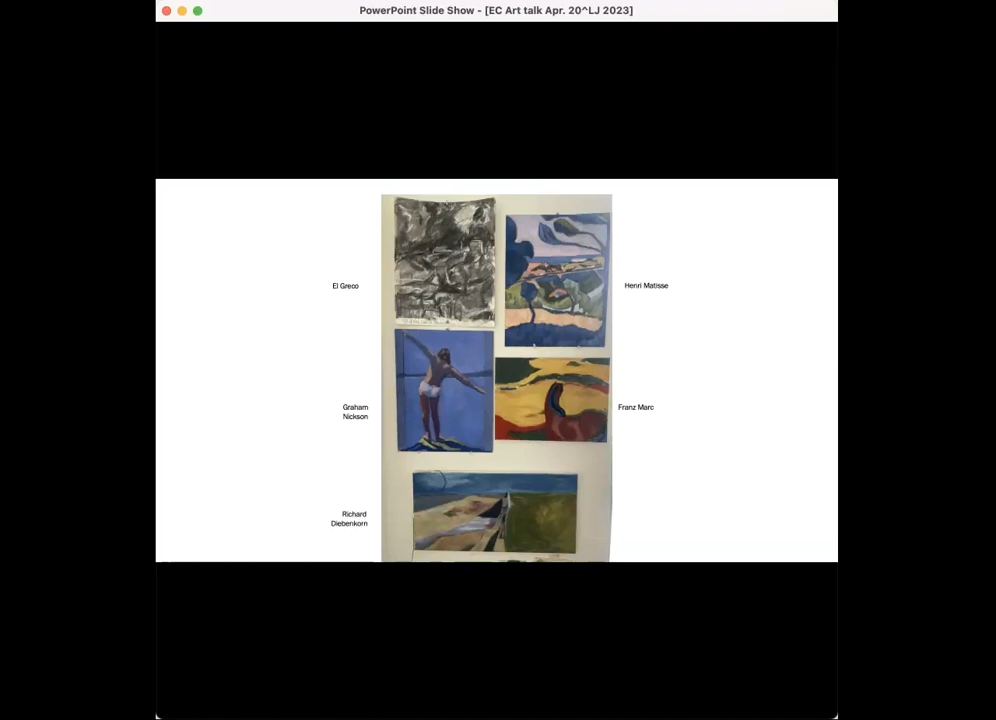 PowerPoint Slide Show - [EC Art talk Apr. 20^LJ 2023]
El Greco
Henri Matisse
Graham
Nickson
Franz Marc
Richard
Diebenkorn